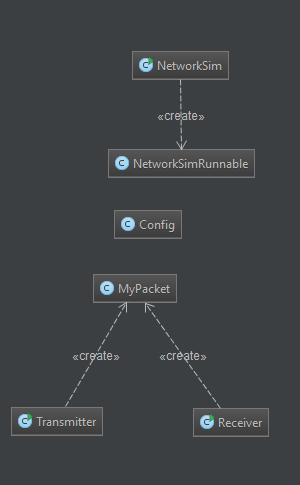 NetworkSim
«create»
NetworkSimRunnable
Config
MyPacket
«create» «create»
Transmitter Receiver